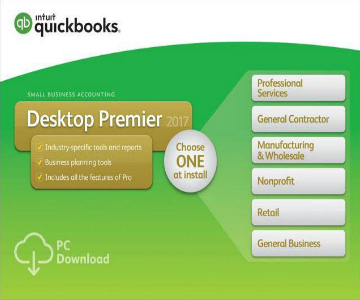 qb
intuit
quickbooks.
SMALL BUSINESS ACCOUNTING
Desktop Premier 2017
Industry-specific tools and reports
Business planning tools
Includes all the features of Pro
Choose
ONE
at install
Professional
Services
General Contractor
Manufacturing
& Wholesale
Nonprofit
Retail
General Business
PC
Download